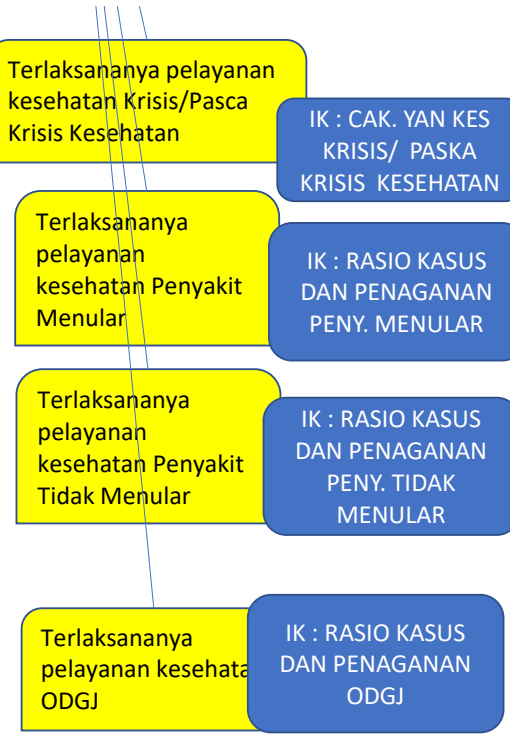 Terlaksananya pelayanan
kesehatan Krisis/Pasca
Krisis Kesehatan
IK : CAK. YAN KES
KRISIS/ PASKA
KRISIS KESEHATAN
Terlaksananya
pelayanan
kesehatan Penyakit
Menular
IK : RASIO KASUS
DAN PENAGANAN
PENY. MENULAR
Terlaksananya
pelayanan
kesehatan Penyakit
Tidak Menular
IK : RASIO KASUS
DAN PENAGANAN
PENY. TIDAK
MENULAR
Terlaksananya
pelayanan kesehata
ODGJ
IK : RASIO KASUS
DAN PENAGANAN
ODGJ